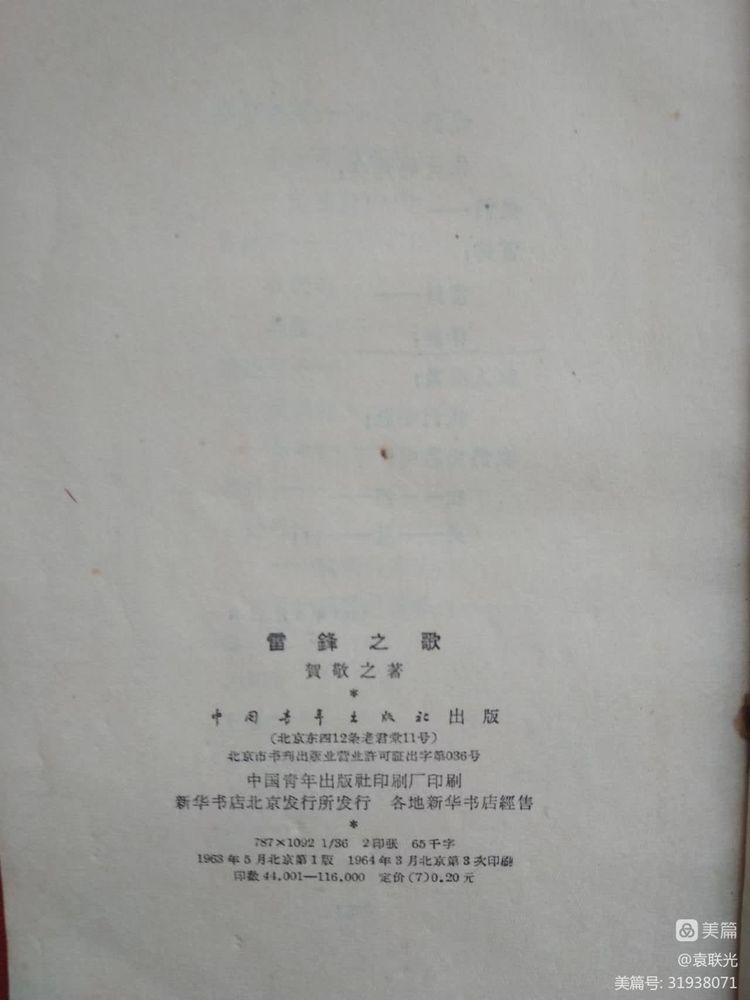 雷鋒之歌
賀敬之著
*
中国青年出版社出版
(北京东四12条老君堂11号)
北京市书刊出版业营业許可証出字第036号
中国青年出版社印刷厂印刷
新华书店北京发行所发行 各地新华书店經售
*
787×1092 1/36 2印张 65千字
1963年5月北京第1版 1964年3月北京第3次印刷
印数44,001—116,000 定价(7)0.20元
美篇
@袁联光
美篇号: 31938071